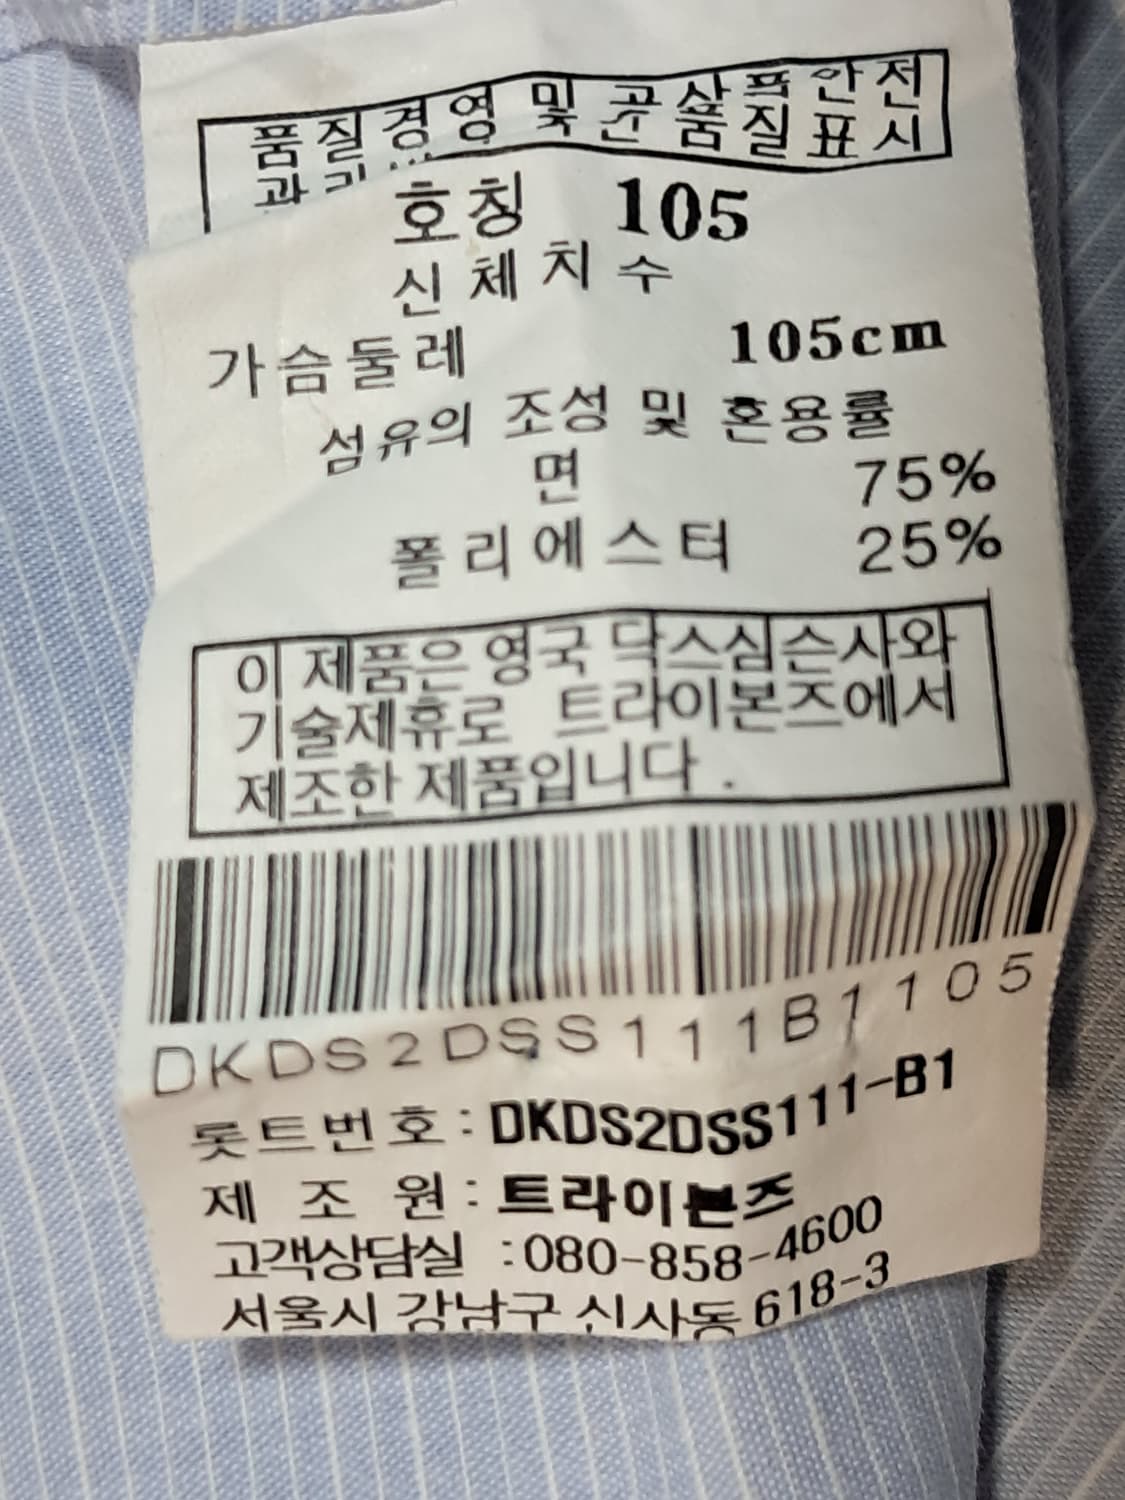 품질경영 및 공산품안전
품질표시
호칭 105
신체치수
가슴둘레 105cm
섬유의 조성 및 혼용률
면 75%
폴리에스터 25%
이 제품은 영국 닥스심슨사와
기술제휴로 트라이본즈에서
제조한 제품입니다.
DKDS2DSS111B1105
롯트번호:DKDS2DSS111-B1
제 조 원:트라이본즈
고객상담실 :080-858-4600
서울시 강남구 신사동 618-3